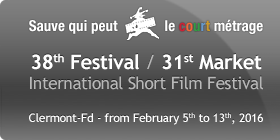 Sauve qui peut le court métrage
38th Festival / 31st Market
International Short Film Festival
Clermont-Fd - from February 5th to 13th, 2016